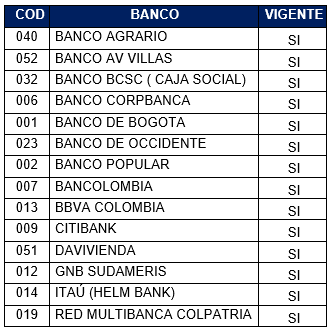 COD BANCO VIGENTE
040 BANCO AGRARIO SI
052 BANCO AV VILLAS SI
032 BANCO BCSC ( CAJA SOCIAL) SI
006 BANCO CORPBANCA SI
001 BANCO DE BOGOTA SI
023 BANCO DE OCCIDENTE SI
002 BANCO POPULAR SI
007 BANCOLOMBIA SI
013 BBVA COLOMBIA SI
009 CITIBANK SI
051 DAVIVIENDA SI
012 GNB SUDAMERIS SI
014 ITAÚ (HELM BANK) SI
019 RED MULTIBANCA COLPATRIA SI